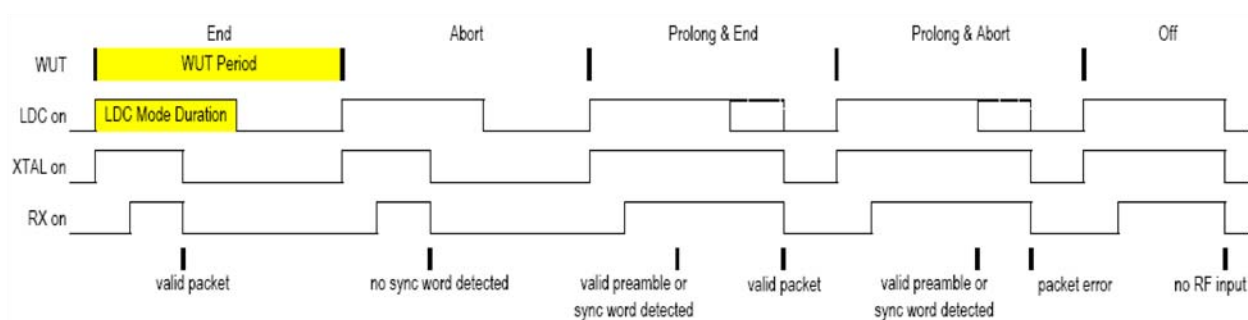 End Abort Prolong & End Prolong & Abort Off
WUT WUT Period
LDC on LDC Mode Duration
XTAL on
RX on
valid packet no sync word detected valid preamble or valid packet valid preamble or packet error no RF input
sync word detected sync word detected